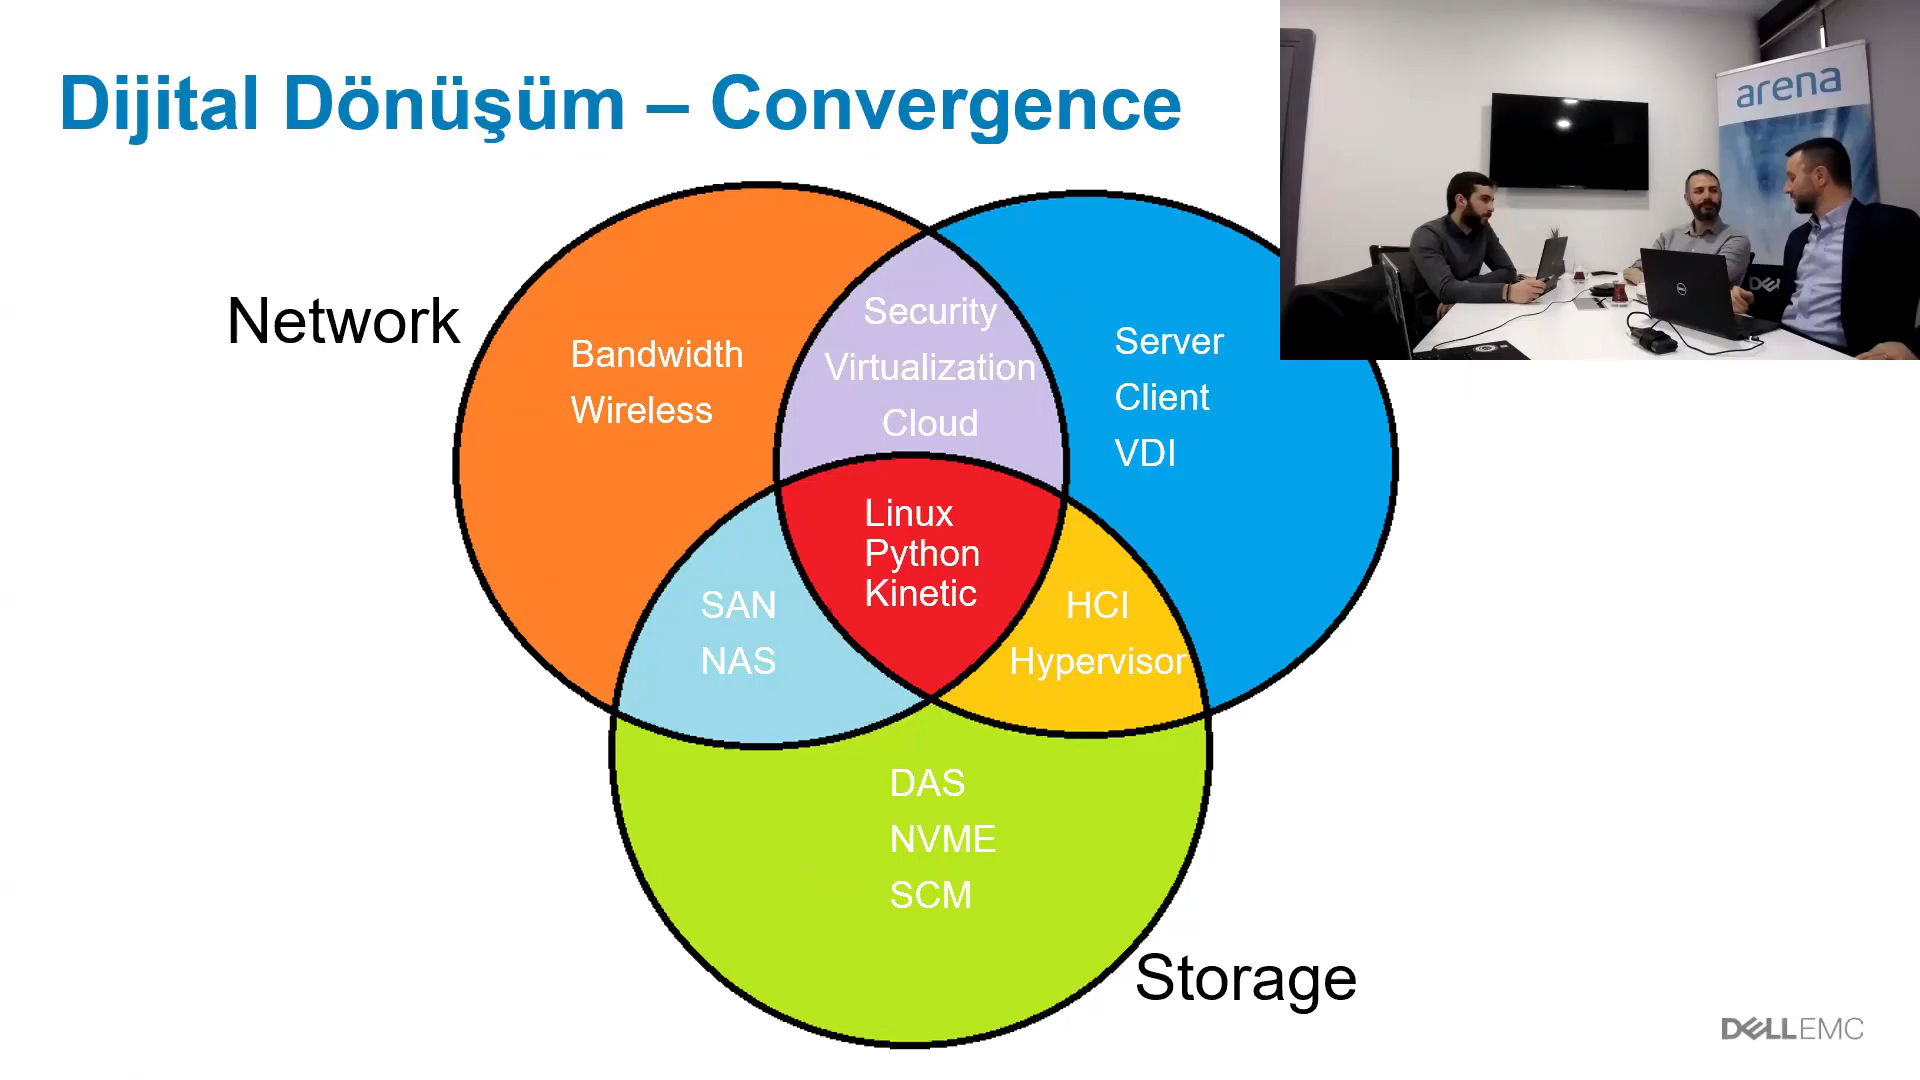 Dijital Dönüşüm – Convergence
arena
Network
Bandwidth
Wireless
Security
Virtualization
Cloud
Server
Client
VDI
Linux
Python
Kinetic
SAN
NAS
HCI
Hypervisor
DAS
NVME
SCM
Storage
DELLEMC